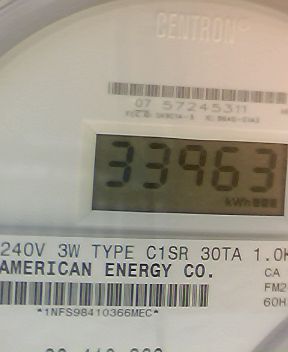 CENTRON®
07 57245311
33963
kWh
240V 3W TYPE C1SR 30TA 1.0K
AMERICAN ENERGY CO.
CA
FM2
60H
*1NFS98410366MEC*